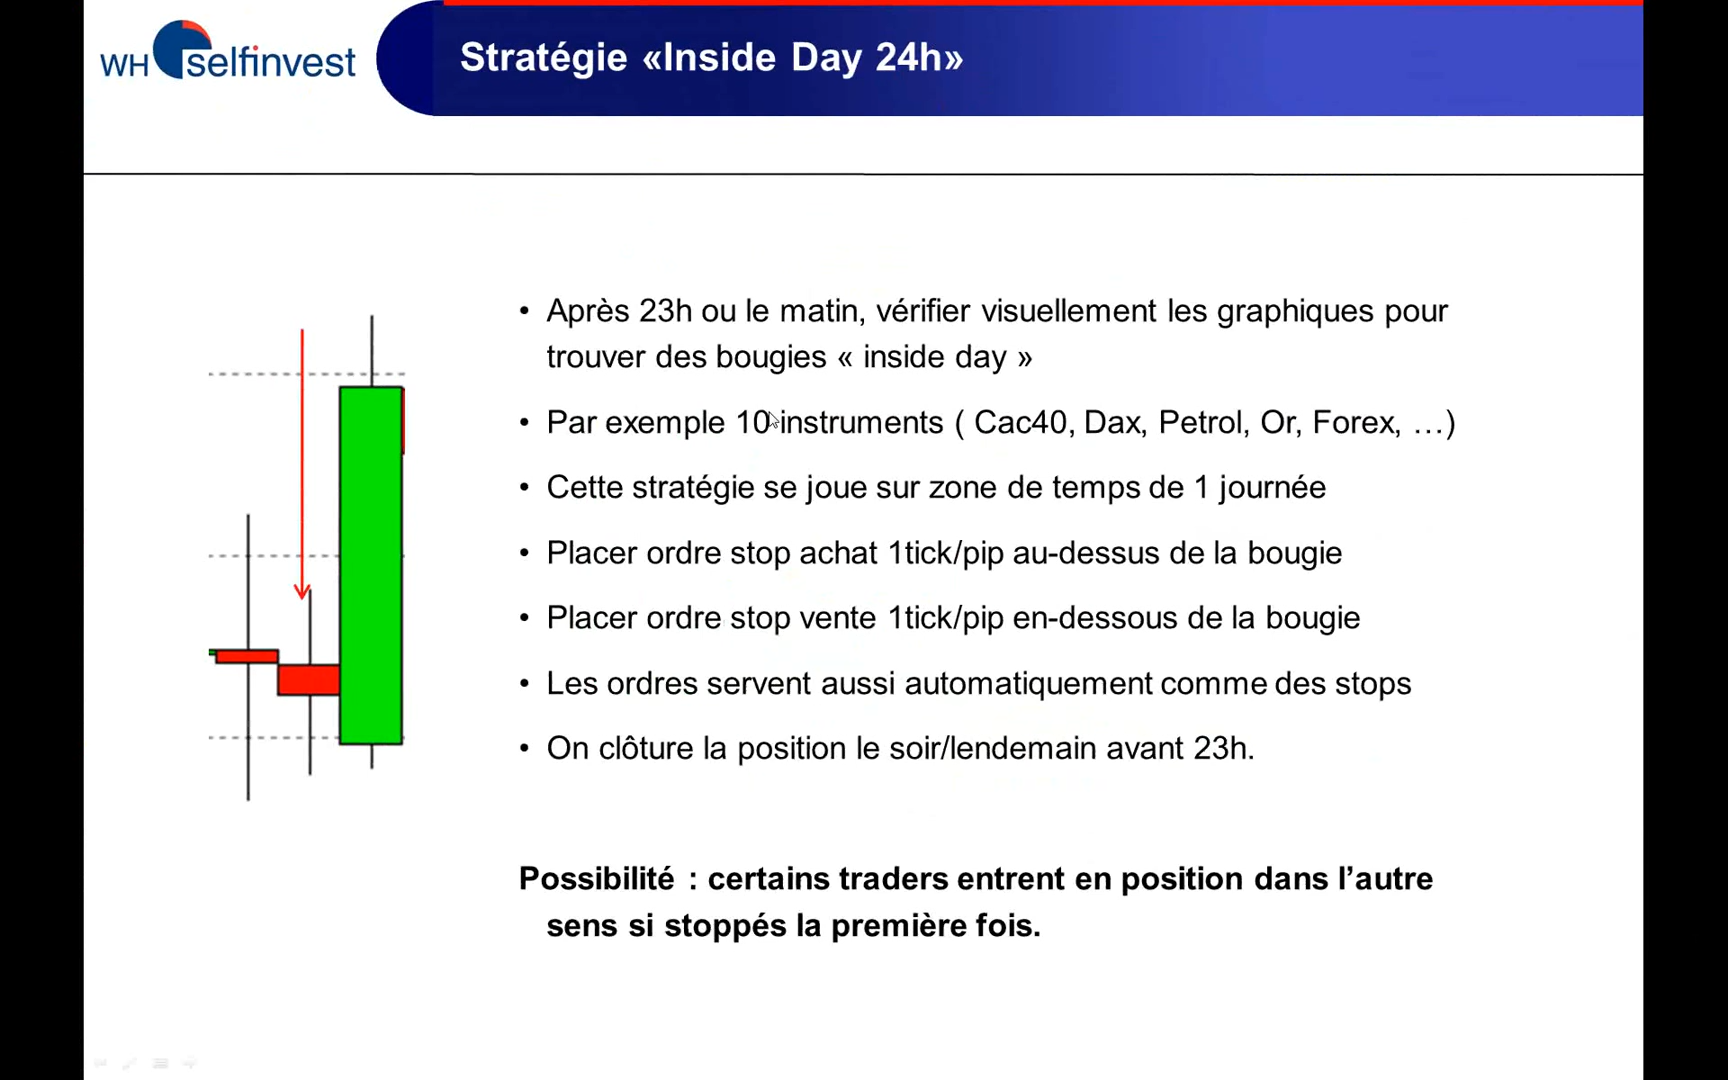 WH selfinvest
Stratégie «Inside Day 24h»
• Après 23h ou le matin, vérifier visuellement les graphiques pour
trouver des bougies « inside day »
• Par exemple 10 instruments ( Cac40, Dax, Petrol, Or, Forex, …)
• Cette stratégie se joue sur zone de temps de 1 journée
• Placer ordre stop achat 1tick/pip au-dessus de la bougie
• Placer ordre stop vente 1tick/pip en-dessous de la bougie
• Les ordres servent aussi automatiquement comme des stops
• On clôture la position le soir/lendemain avant 23h.
Possibilité : certains traders entrent en position dans l’autre
sens si stoppés la première fois.